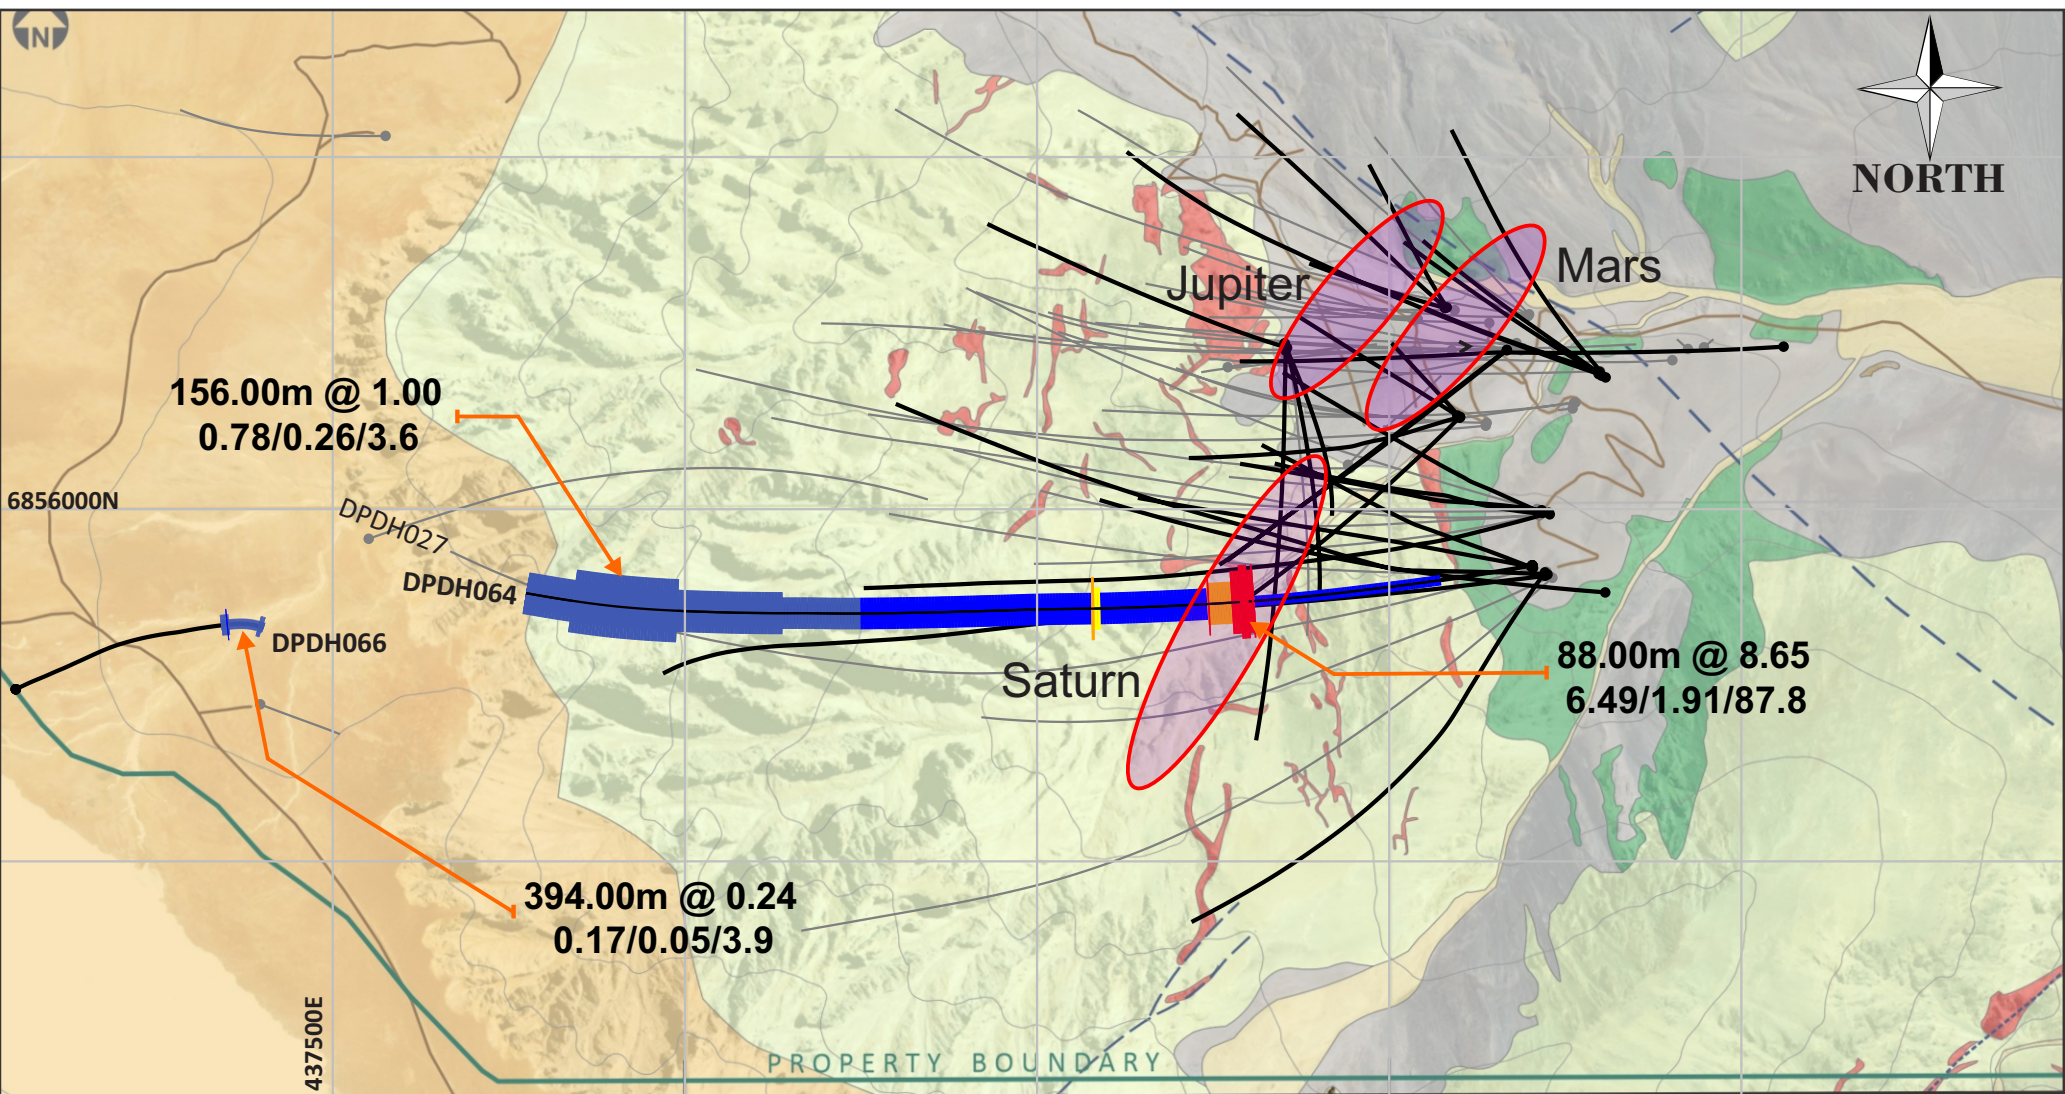 N
NORTH
Mars
Jupiter
156.00m @ 1.00
0.78/0.26/3.6
6856000N
DPDH027
DPDH064
DPDH066
88.00m @ 8.65
6.49/1.91/87.8
Saturn
394.00m @ 0.24
0.17/0.05/3.9
437500E
PROPERTY BOUNDARY